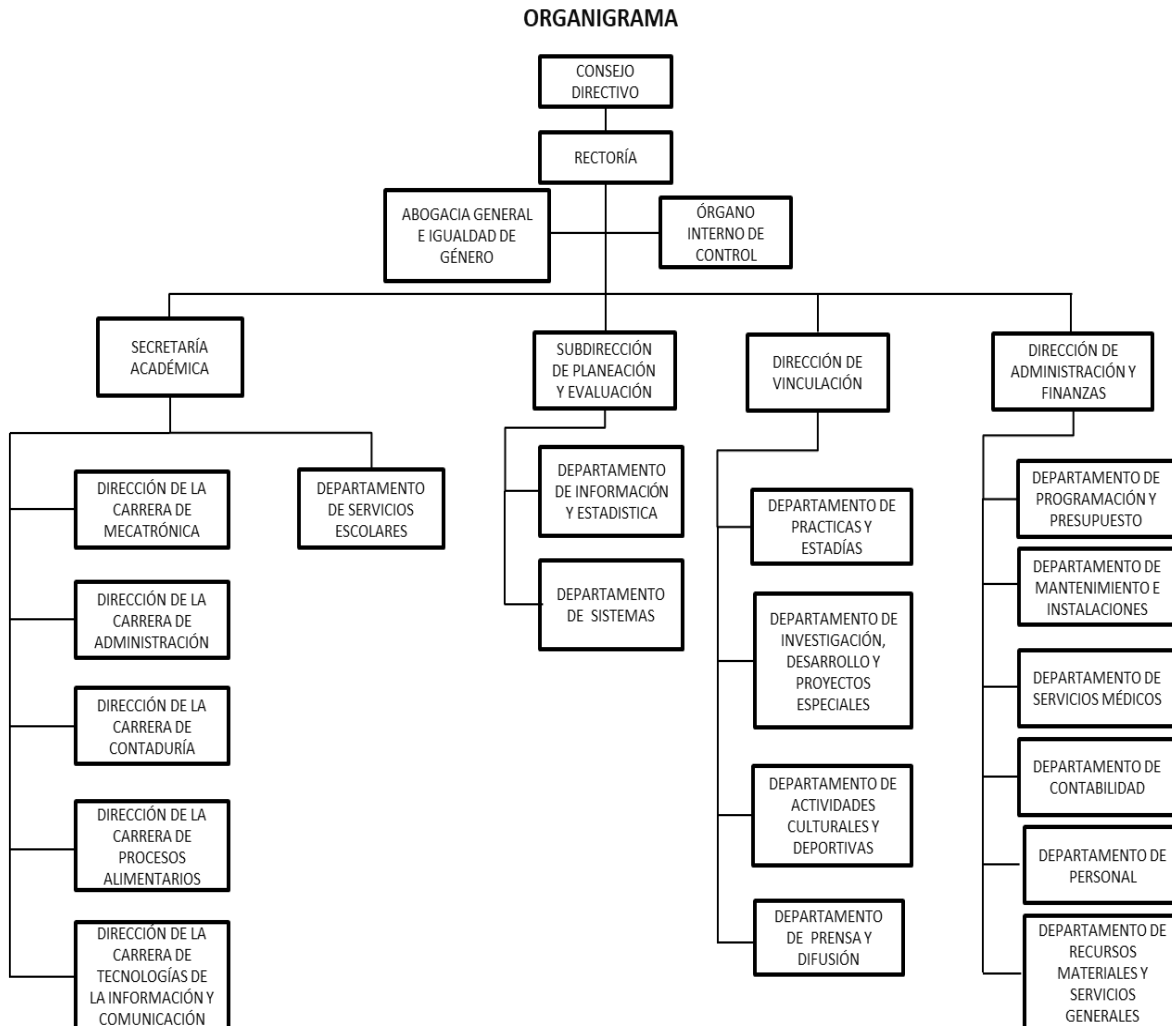 ORGANIGRAMA
CONSEJO
DIRECTIVO
RECTORÍA
ABOGACIA GENERAL
E IGUALDAD DE
GÉNERO
ÓRGANO
INTERNO DE
CONTROL
SECRETARÍA
ACADÉMICA
SUBDIRECCIÓN
DE PLANEACIÓN
Y EVALUACIÓN
DIRECCIÓN DE
VINCULACIÓN
DIRECCIÓN DE
ADMINISTRACIÓN Y
FINANZAS
DIRECCIÓN DE LA
CARRERA DE
MECATRÓNICA
DIRECCIÓN DE LA
CARRERA DE
ADMINISTRACIÓN
DIRECCIÓN DE LA
CARRERA DE
CONTADURÍA
DIRECCIÓN DE LA
CARRERA DE
PROCESOS
ALIMENTARIOS
DIRECCIÓN DE LA
CARRERA DE
TECNOLOGÍAS DE
LA INFORMACIÓN Y
COMUNICACIÓN
DEPARTAMENTO
DE SERVICIOS
ESCOLARES
DEPARTAMENTO
DE INFORMACIÓN
Y ESTADISTICA
DEPARTAMENTO
DE SISTEMAS
DEPARTAMENTO DE
PRACTICAS Y
ESTADÍAS
DEPARTAMENTO DE
INVESTIGACIÓN,
DESARROLLO Y
PROYECTOS
ESPECIALES
DEPARTAMENTO DE
ACTIVIDADES
CULTURALES Y
DEPORTIVAS
DEPARTAMENTO
DE PRENSA Y
DIFUSIÓN
DEPARTAMENTO DE
PROGRAMACIÓN Y
PRESUPUESTO
DEPARTAMENTO DE
MANTENIMIENTO E
INSTALACIONES
DEPARTAMENTO DE
SERVICIOS MÉDICOS
DEPARTAMENTO DE
CONTABILIDAD
DEPARTAMENTO DE
PERSONAL
DEPARTAMENTO DE
RECURSOS
MATERIALES Y
SERVICIOS
GENERALES